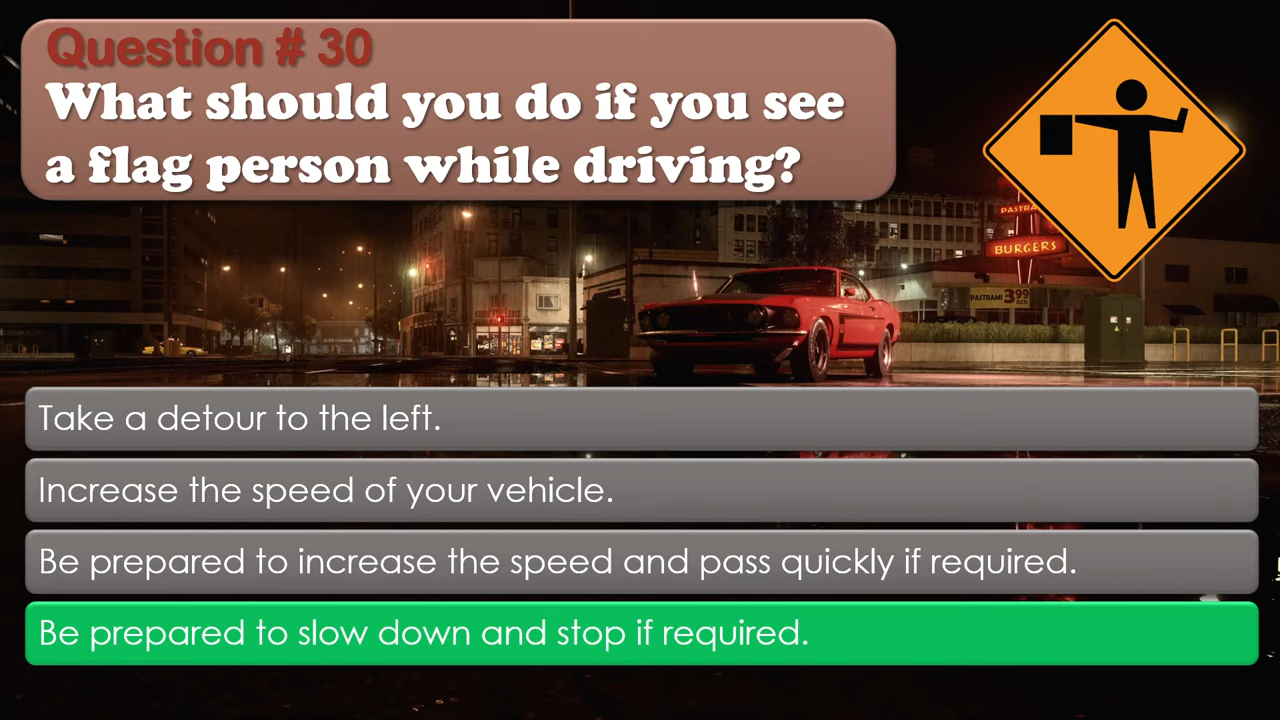 Question # 30
What should you do if you see
a flag person while driving?
PASTRA
BURGERS
PASTRAMI 3 99
Take a detour to the left.
Increase the speed of your vehicle.
Be prepared to increase the speed and pass quickly if required.
Be prepared to slow down and stop if required.